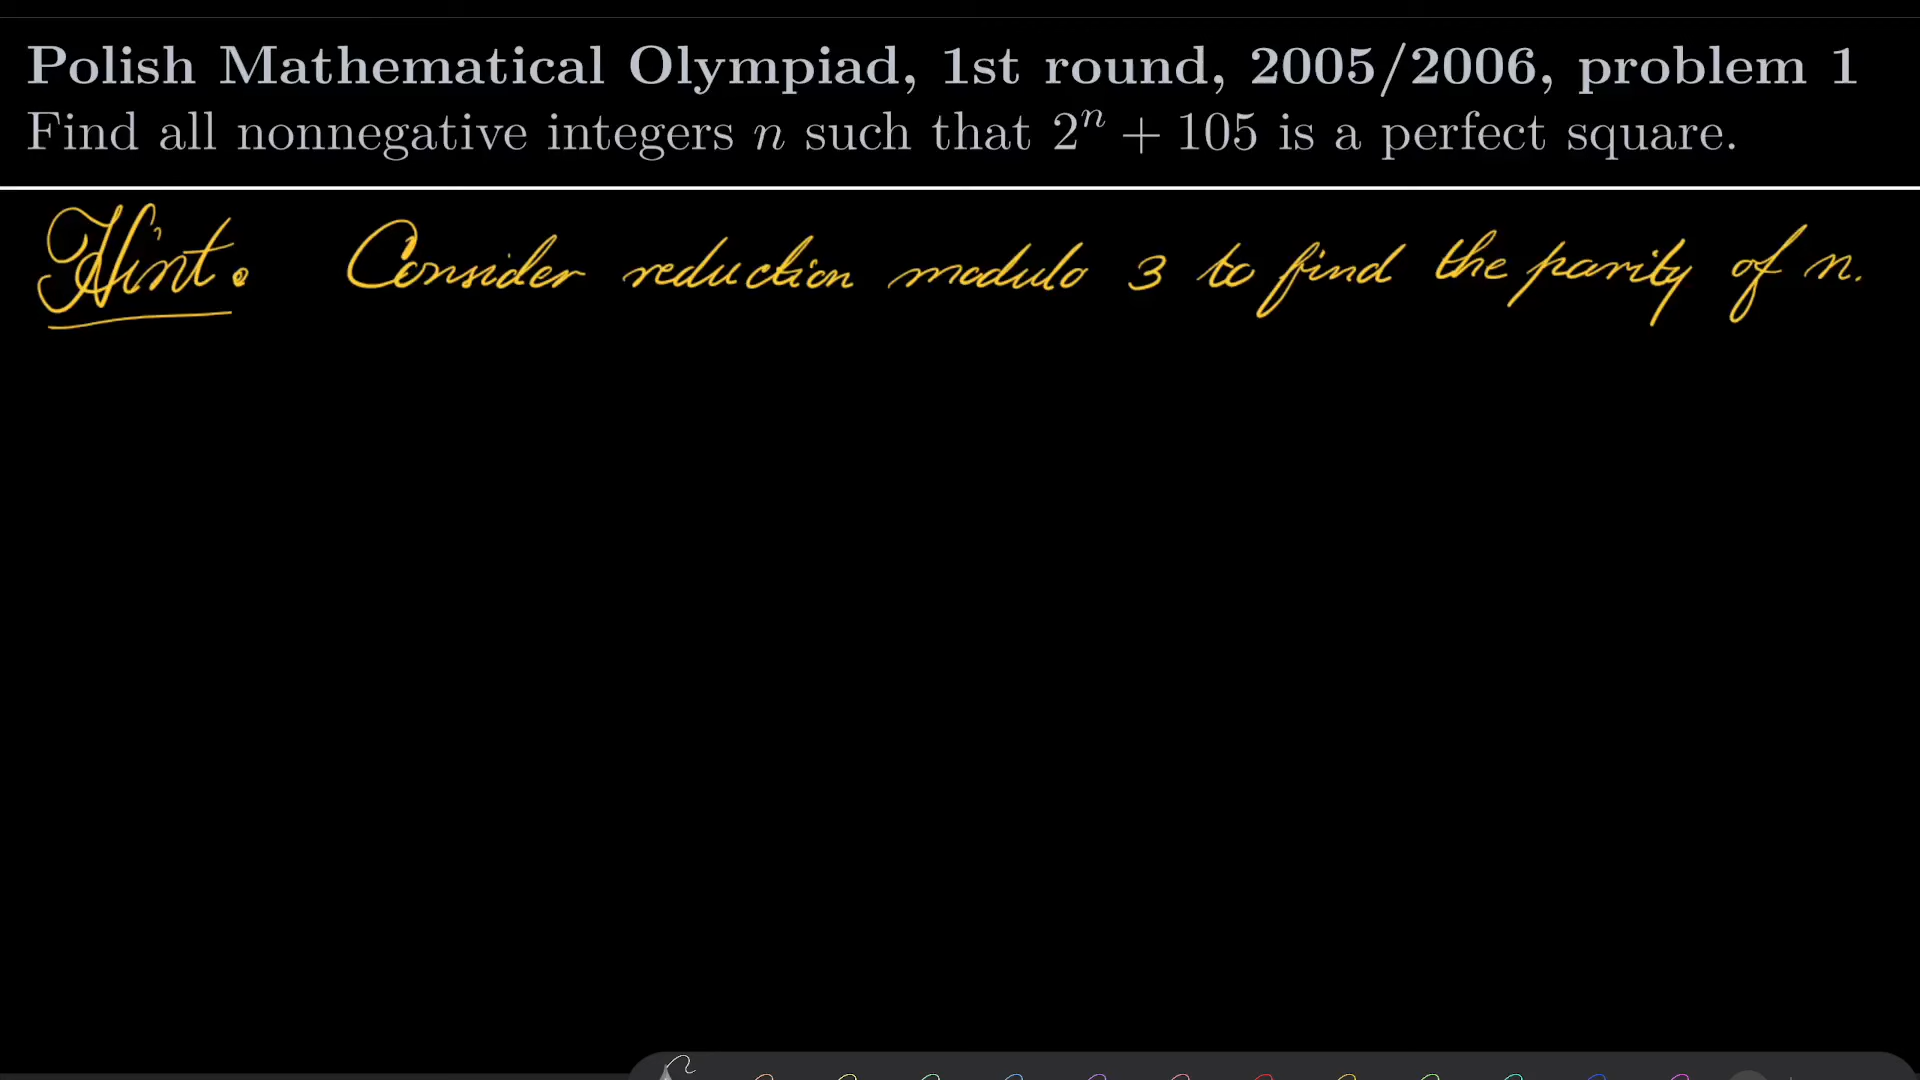 Polish Mathematical Olympiad, 1st round, 2005/2006, problem 1
Find all nonnegative integers n such that 2ⁿ + 105 is a perfect square.
Hint. Consider reduction modulo 3 to find the parity of n.